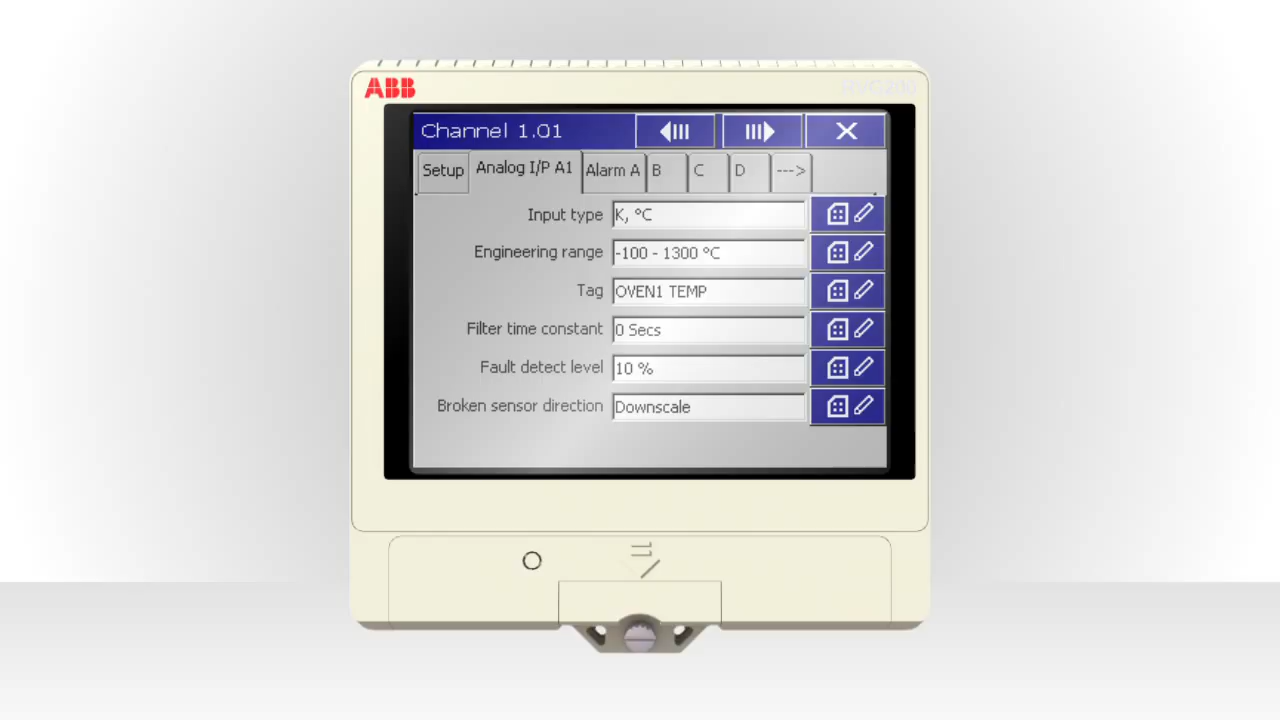 ABB
RVG200
Channel 1.01
Setup Analog I/P A1 Alarm A B C D --->
Input type K, °C
Engineering range -100 - 1300 °C
Tag OVEN1 TEMP
Filter time constant 0 Secs
Fault detect level 10 %
Broken sensor direction Downscale